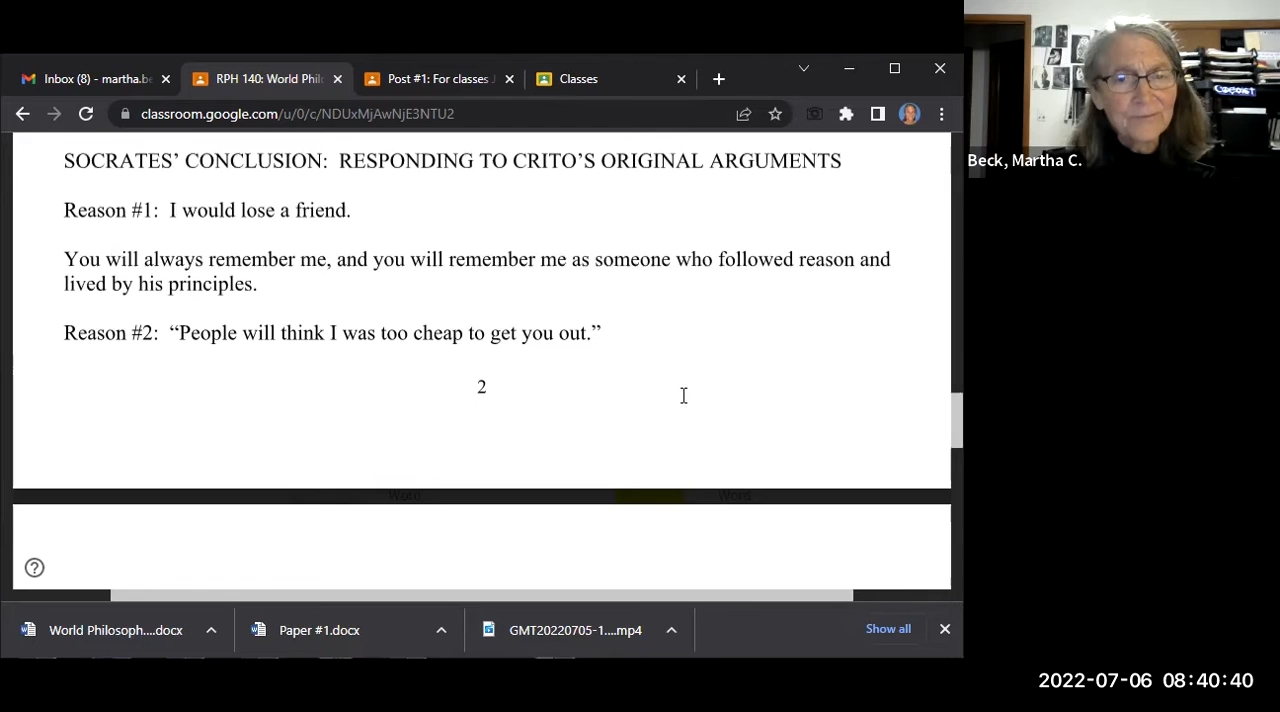 Inbox (8) - martha.be
RPH 140: World Phil
Post #1: For classes J
Classes
classroom.google.com/u/0/c/NDUxMjAwNjE3NTU2
Beck, Martha C.
SOCRATES’ CONCLUSION: RESPONDING TO CRITO’S ORIGINAL ARGUMENTS
Reason #1: I would lose a friend.
You will always remember me, and you will remember me as someone who followed reason and
lived by his principles.
Reason #2: “People will think I was too cheap to get you out.”
2
Word
Word
World Philosoph....docx
Paper #1.docx
GMT20220705-1....mp4
Show all
2022-07-06 08:40:40